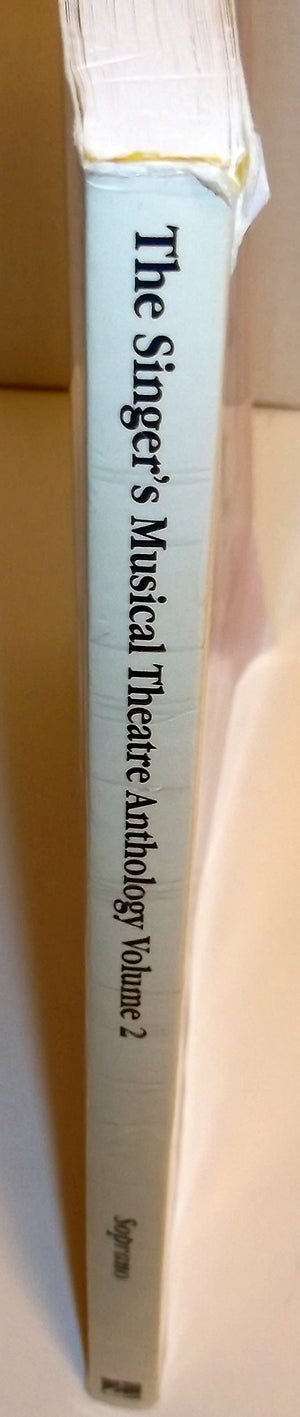 The Singer's Musical Theatre Anthology Volume 2
Soprano